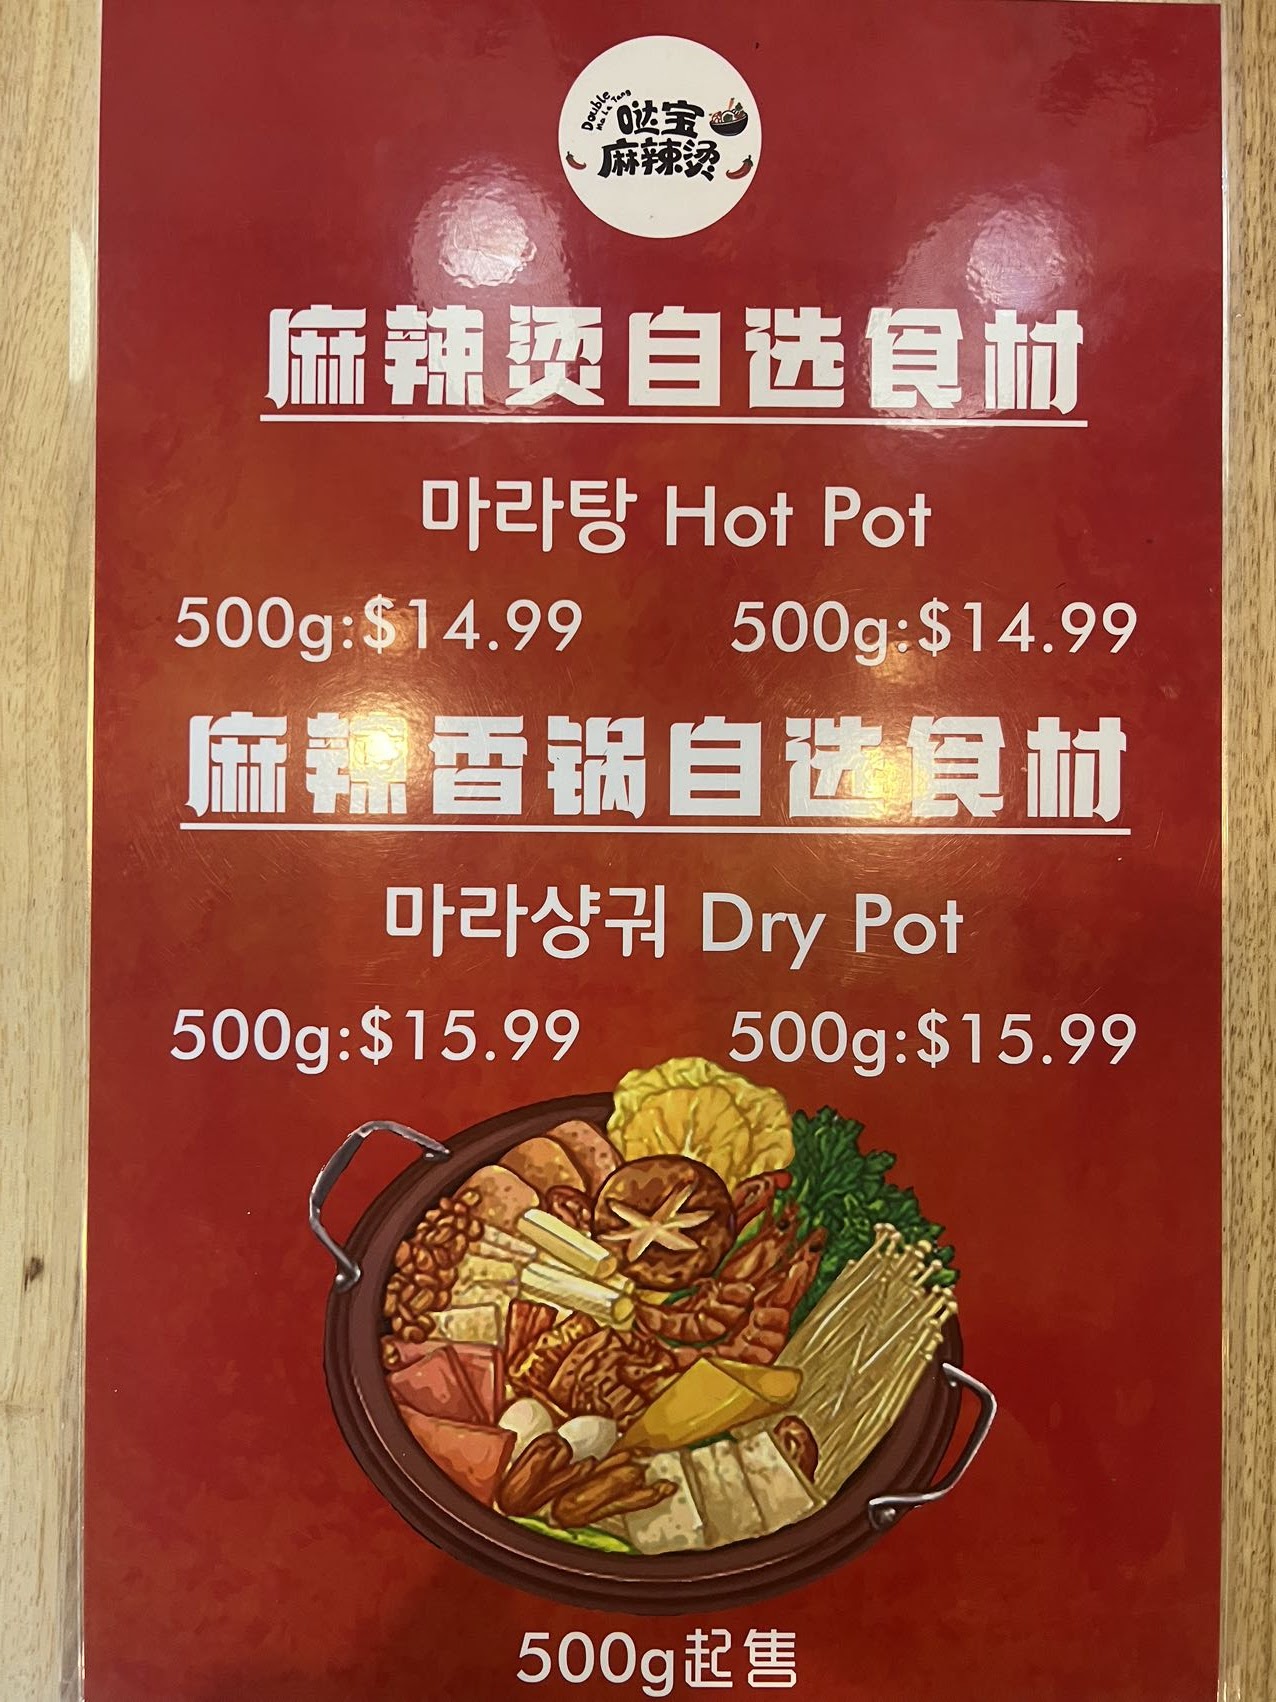 Double
Ma La Tang
哒宝
麻辣烫
麻辣烫自选食材
마라탕 Hot Pot
500g:$14.99 500g:$14.99
麻辣香锅自选食材
마라샹궈 Dry Pot
500g:$15.99 500g:$15.99
500g起售